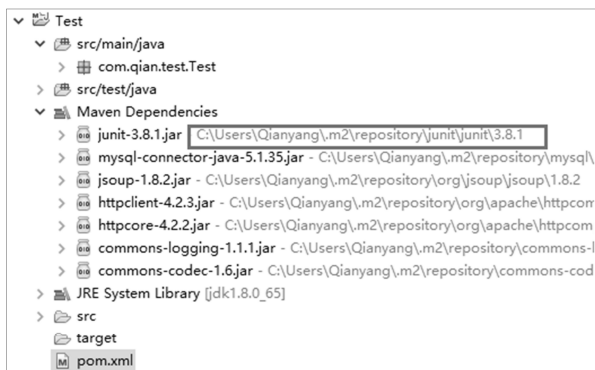 Test
src/main/java
com.qian.test.Test
src/test/java
Maven Dependencies
junit-3.8.1.jar C:\Users\Qianyang\.m2\repository\junit\junit\3.8.1
mysql-connector-java-5.1.35.jar - C:\Users\Qianyang\.m2\repository\mysql\
jsoup-1.8.2.jar - C:\Users\Qianyang\.m2\repository\org\jsoup\jsoup\1.8.2
httpclient-4.2.3.jar - C:\Users\Qianyang\.m2\repository\org\apache\httpcom
httpcore-4.2.2.jar - C:\Users\Qianyang\.m2\repository\org\apache\httpcom
commons-logging-1.1.1.jar - C:\Users\Qianyang\.m2\repository\commons-l
commons-codec-1.6.jar - C:\Users\Qianyang\.m2\repository\commons-cod
JRE System Library [jdk1.8.0_65]
src
target
pom.xml